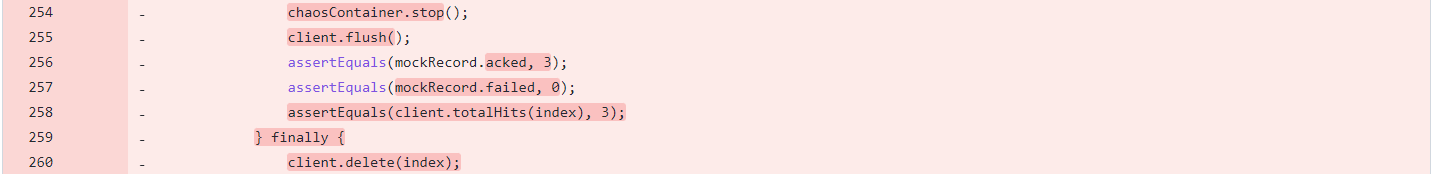 254 - chaosContainer.stop();
255 - client.flush();
256 - assertEquals(mockRecord.acked, 3);
257 - assertEquals(mockRecord.failed, 0);
258 - assertEquals(client.totalHits(index), 3);
259 - } finally {
260 - client.delete(index);